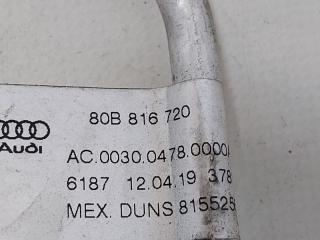 80B 816 720
Audi
AC.0030.0478.0000
6187 12.04.19 378
MEX. DUNS 815525